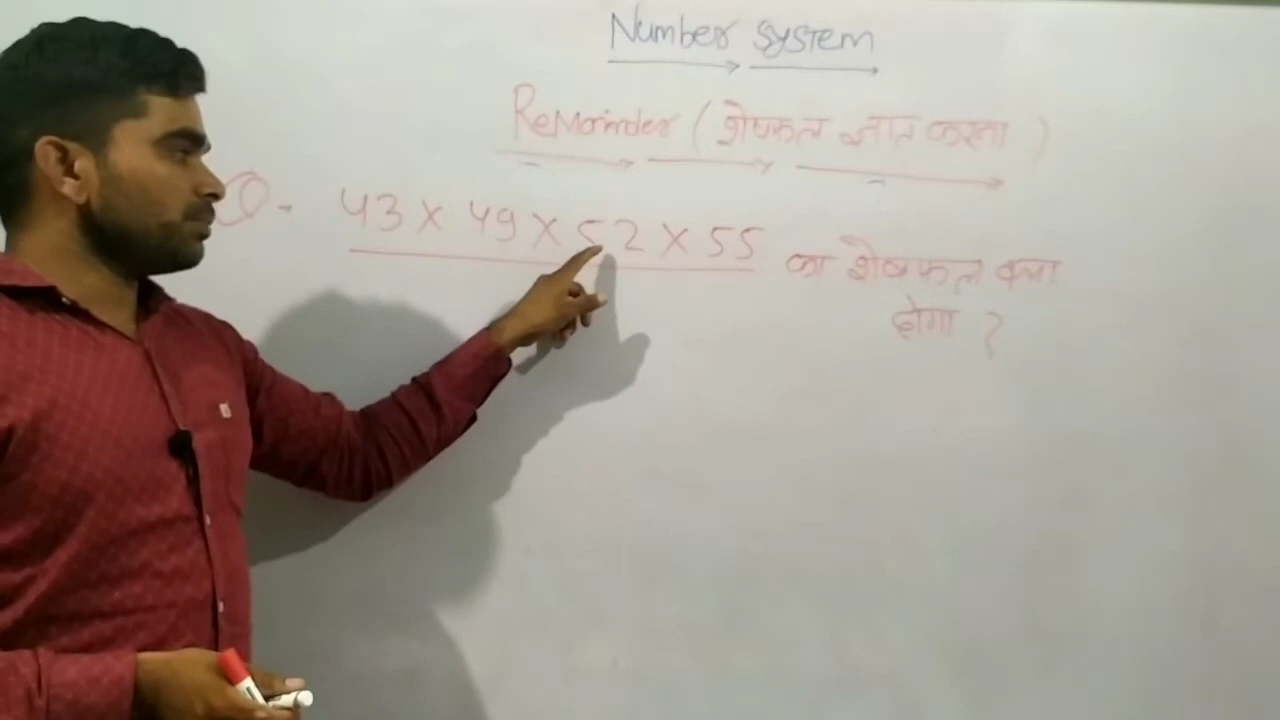 Number System
Remainder (शेषफल ज्ञात करना)
Q. 43 X 49 X 52 X 55 का शेषफल क्या
होगा ?